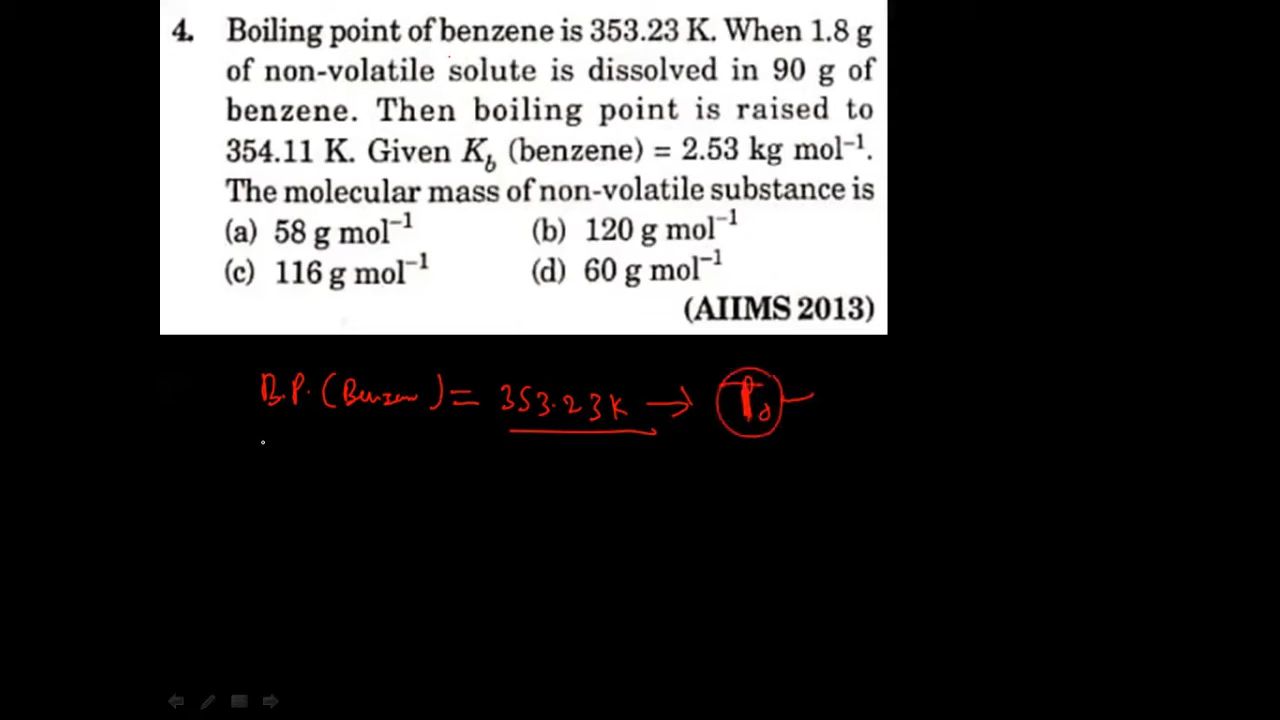 4. Boiling point of benzene is 353.23 K. When 1.8 g
of non-volatile solute is dissolved in 90 g of
benzene. Then boiling point is raised to
354.11 K. Given K_b (benzene) = 2.53 kg mol⁻¹.
The molecular mass of non-volatile substance is
(a) 58 g mol⁻¹ (b) 120 g mol⁻¹
(c) 116 g mol⁻¹ (d) 60 g mol⁻¹
(AIIMS 2013)
B.P. (Benzen) = 353.23K → T₀